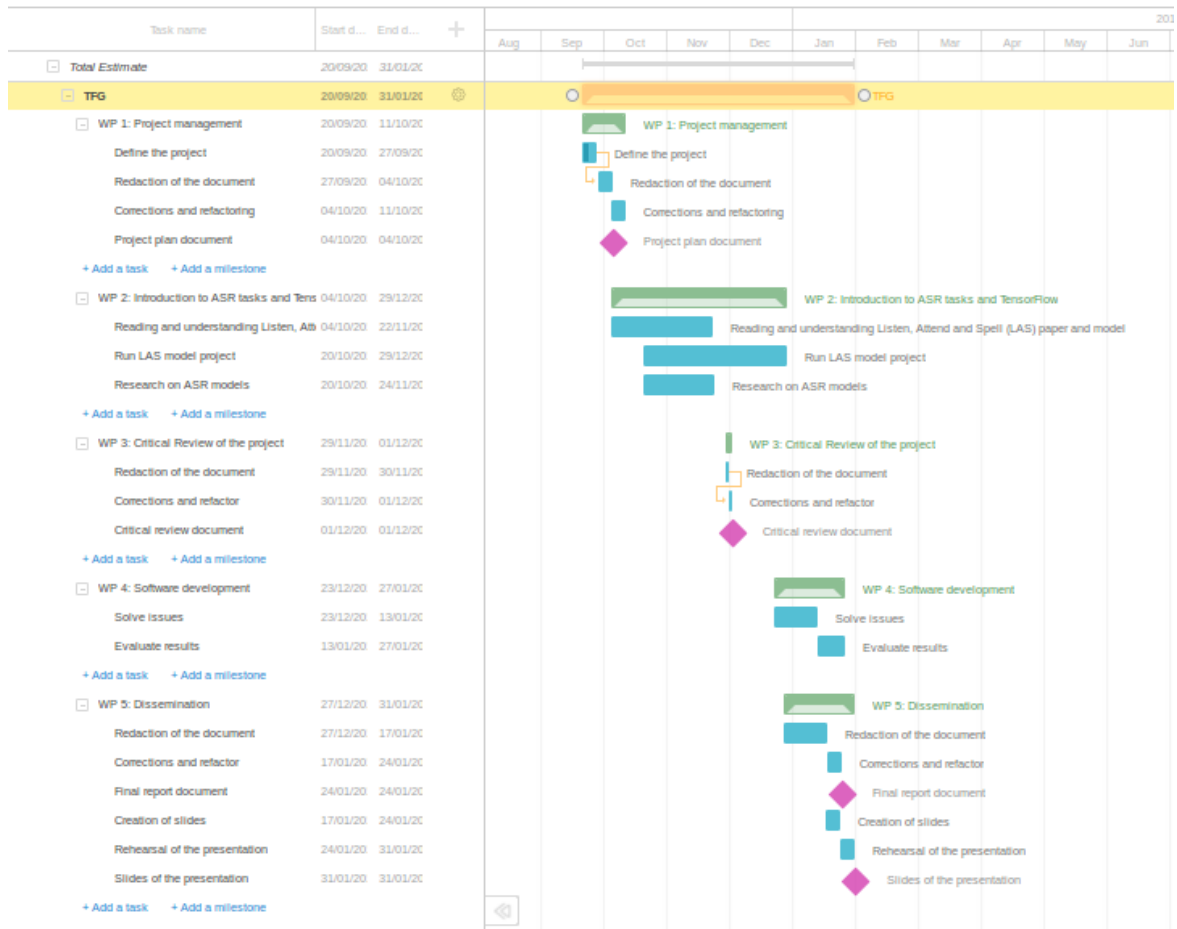 Task name Start d... End d...
201
Aug Sep Oct Nov Dec Jan Feb Mar Apr May Jun
Total Estimate 20/09/20 31/01/20
TFG 20/09/20 31/01/20 TFG
WP 1: Project management 20/09/20 11/10/20 WP 1: Project management
Define the project 20/09/20 27/09/20 Define the project
Redaction of the document 27/09/20 04/10/20 Redaction of the document
Corrections and refactoring 04/10/20 11/10/20 Corrections and refactoring
Project plan document 04/10/20 04/10/20 Project plan document
+ Add a task + Add a milestone
WP 2: Introduction to ASR tasks and Tens 04/10/20 29/12/20 WP 2: Introduction to ASR tasks and TensorFlow
Reading and understanding Listen, Att 04/10/20 22/11/20 Reading and understanding Listen, Attend and Spell (LAS) paper and model
Run LAS model project 20/10/20 29/12/20 Run LAS model project
Research on ASR models 20/10/20 24/11/20 Research on ASR models
+ Add a task + Add a milestone
WP 3: Critical Review of the project 29/11/20 01/12/20 WP 3: Critical Review of the project
Redaction of the document 29/11/20 30/11/20 Redaction of the document
Corrections and refactor 30/11/20 01/12/20 Corrections and refactor
Critical review document 01/12/20 01/12/20 Critical review document
+ Add a task + Add a milestone
WP 4: Software development 23/12/20 27/01/20 WP 4: Software development
Solve issues 23/12/20 13/01/20 Solve issues
Evaluate results 13/01/20 27/01/20 Evaluate results
+ Add a task + Add a milestone
WP 5: Dissemination 27/12/20 31/01/20 WP 5: Dissemination
Redaction of the document 27/12/20 17/01/20 Redaction of the document
Corrections and refactor 17/01/20 24/01/20 Corrections and refactor
Final report document 24/01/20 24/01/20 Final report document
Creation of slides 17/01/20 24/01/20 Creation of slides
Rehearsal of the presentation 24/01/20 31/01/20 Rehearsal of the presentation
Slides of the presentation 31/01/20 31/01/20 Slides of the presentation
+ Add a task + Add a milestone